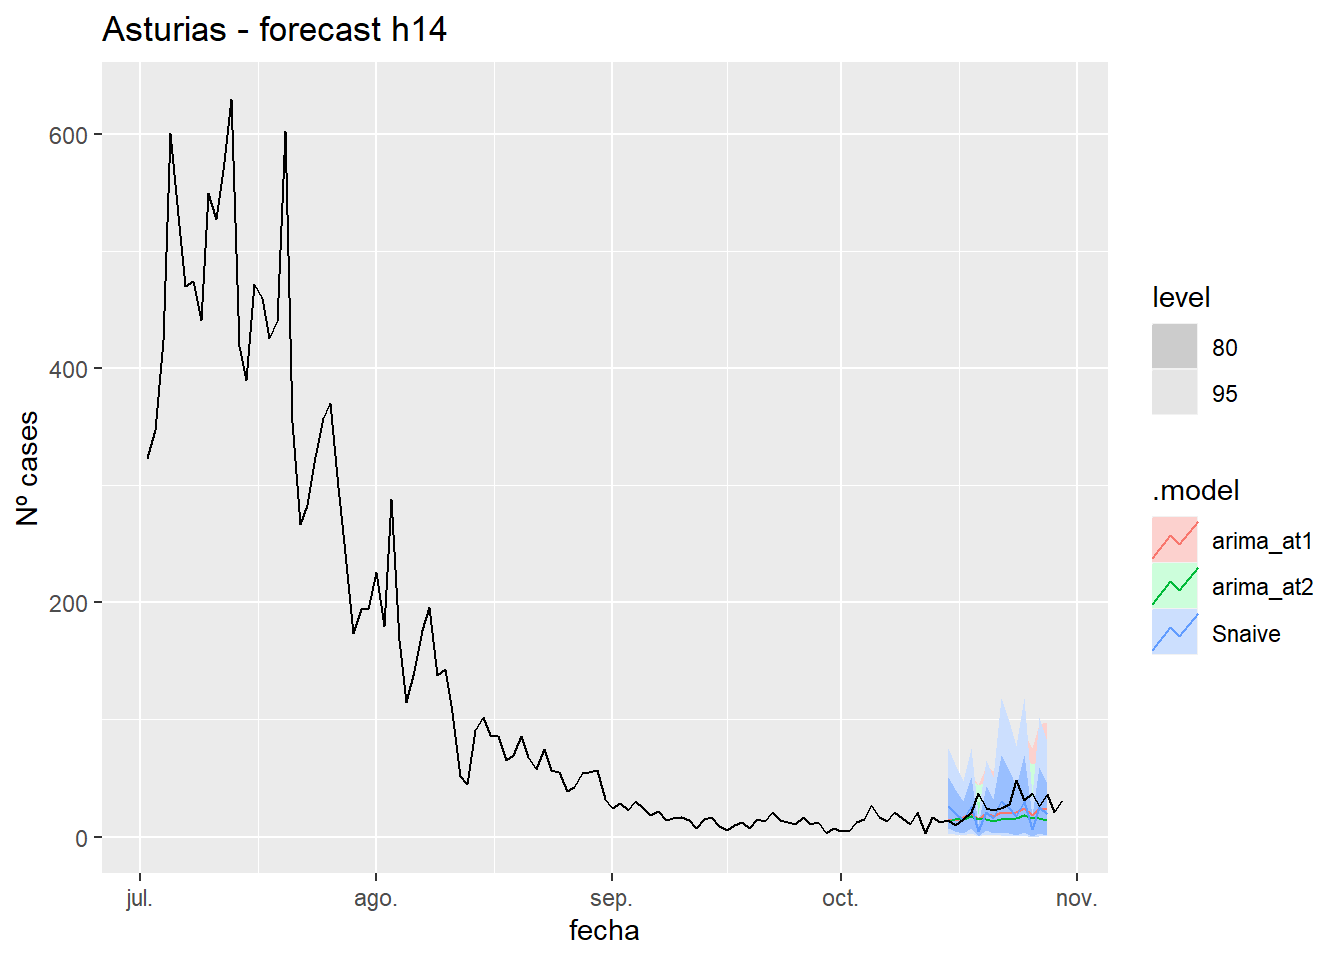 Asturias - forecast h14
Nº cases
600
400
200
0
jul.
ago.
sep.
oct.
nov.
fecha
level
80
95
.model
arima_at1
arima_at2
Snaive